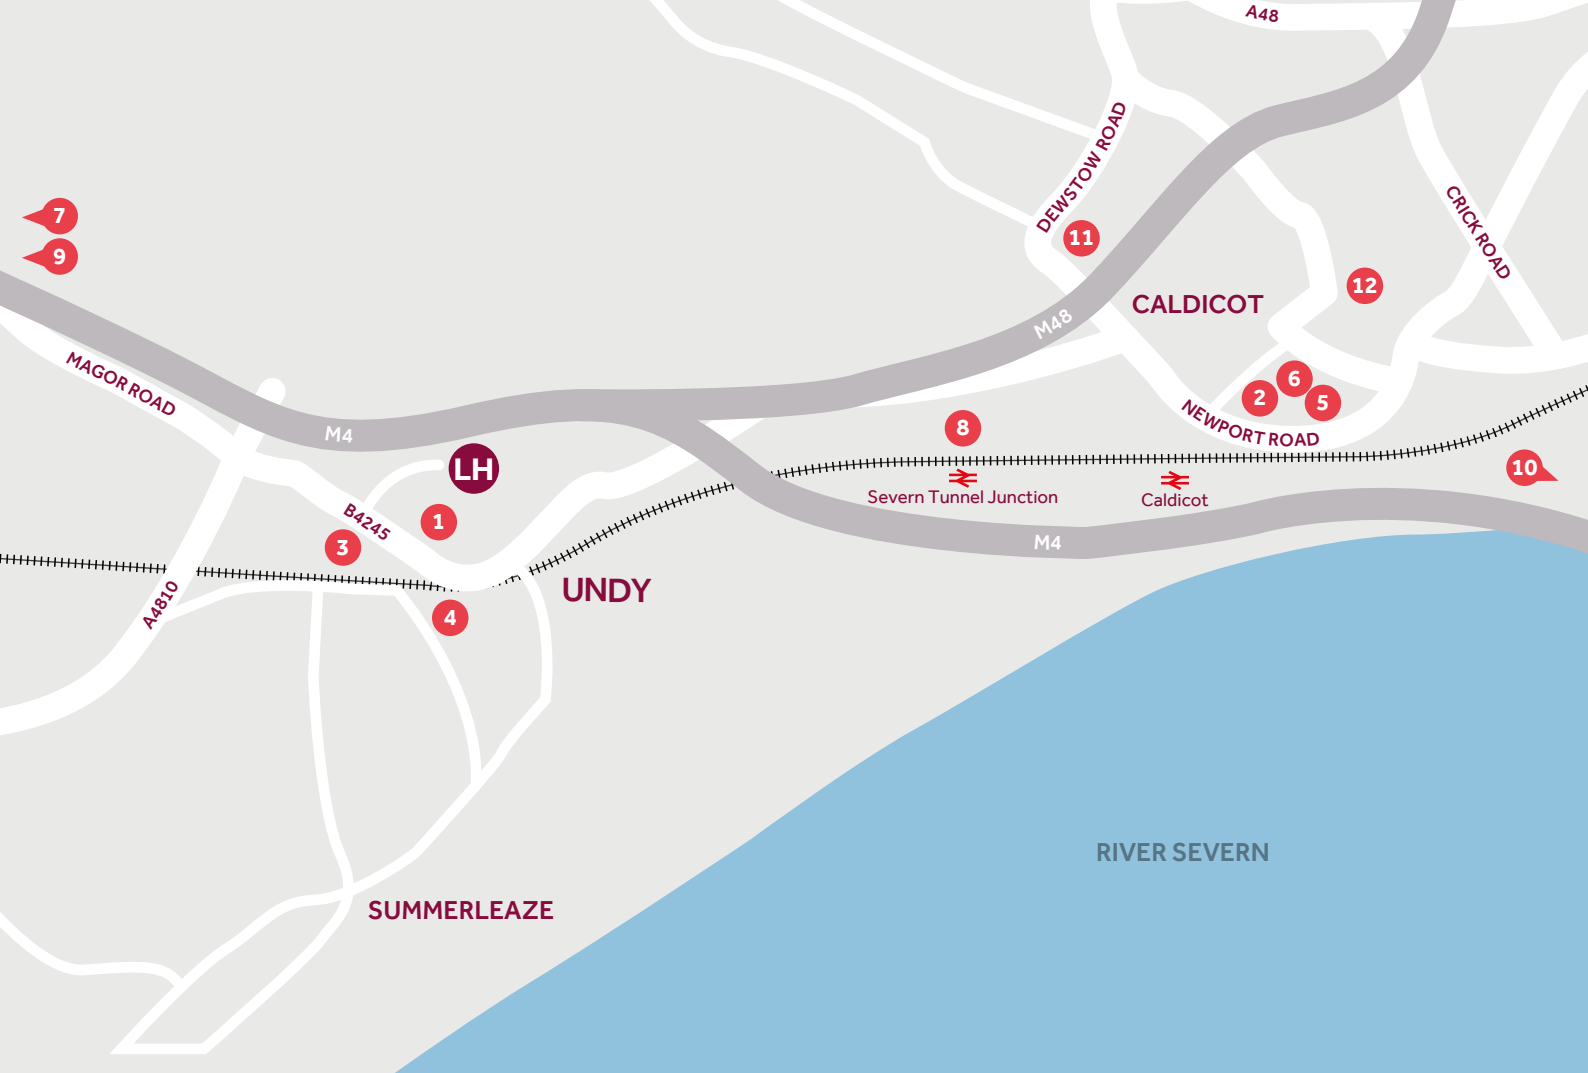 A48
DEWSTOW ROAD
CRICK ROAD
7
11
9
12
CALDICOT
M48
MAGOR ROAD
6
2
5
NEWPORT ROAD
M4
8
LH
10
Severn Tunnel Junction
Caldicot
B4245
1
3
M4
A4810
UNDY
4
RIVER SEVERN
SUMMERLEAZE